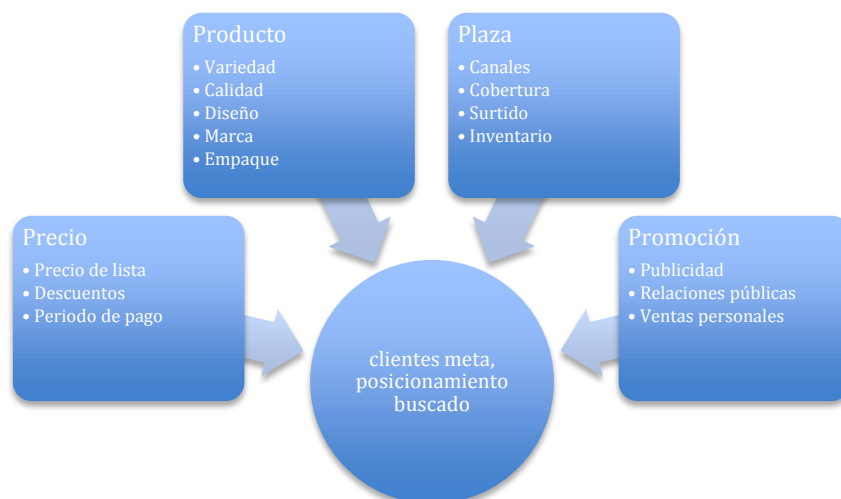 Producto
• Variedad
• Calidad
• Diseño
• Marca
• Empaque
Plaza
• Canales
• Cobertura
• Surtido
• Inventario
Precio
• Precio de lista
• Descuentos
• Periodo de pago
Promoción
• Publicidad
• Relaciones públicas
• Ventas personales
clientes meta,
posicionamiento
buscado